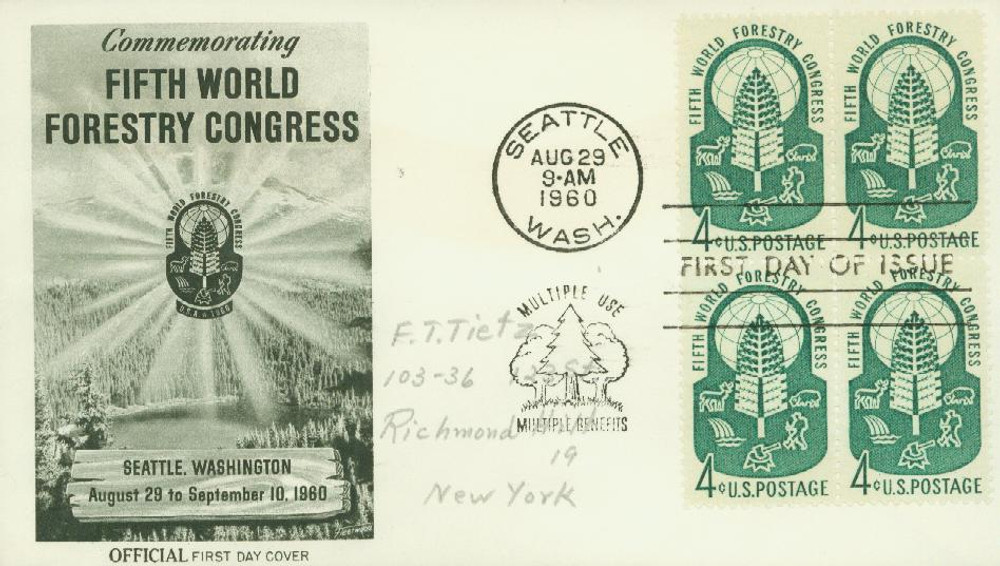 Commemorating
FIFTH WORLD
FORESTRY CONGRESS
FIFTH WORLD FORESTRY CONGRESS
U.S.A. 1960
SEATTLE, WASHINGTON
August 29 to September 10, 1960
OFFICIAL FIRST DAY COVER
SEATTLE
AUG 29
9-AM
1960
WASH.
MULTIPLE USE
MULTIPLE BENEFITS
F.T. Tietz
103-36
Richmond Hill
19
New York
FIFTH WORLD FORESTRY CONGRESS
4¢ U.S. POSTAGE
FIFTH WORLD FORESTRY CONGRESS
4¢ U.S. POSTAGE
FIRST DAY OF ISSUE
FIFTH WORLD FORESTRY CONGRESS
4¢ U.S. POSTAGE
FIFTH WORLD FORESTRY CONGRESS
4¢ U.S. POSTAGE